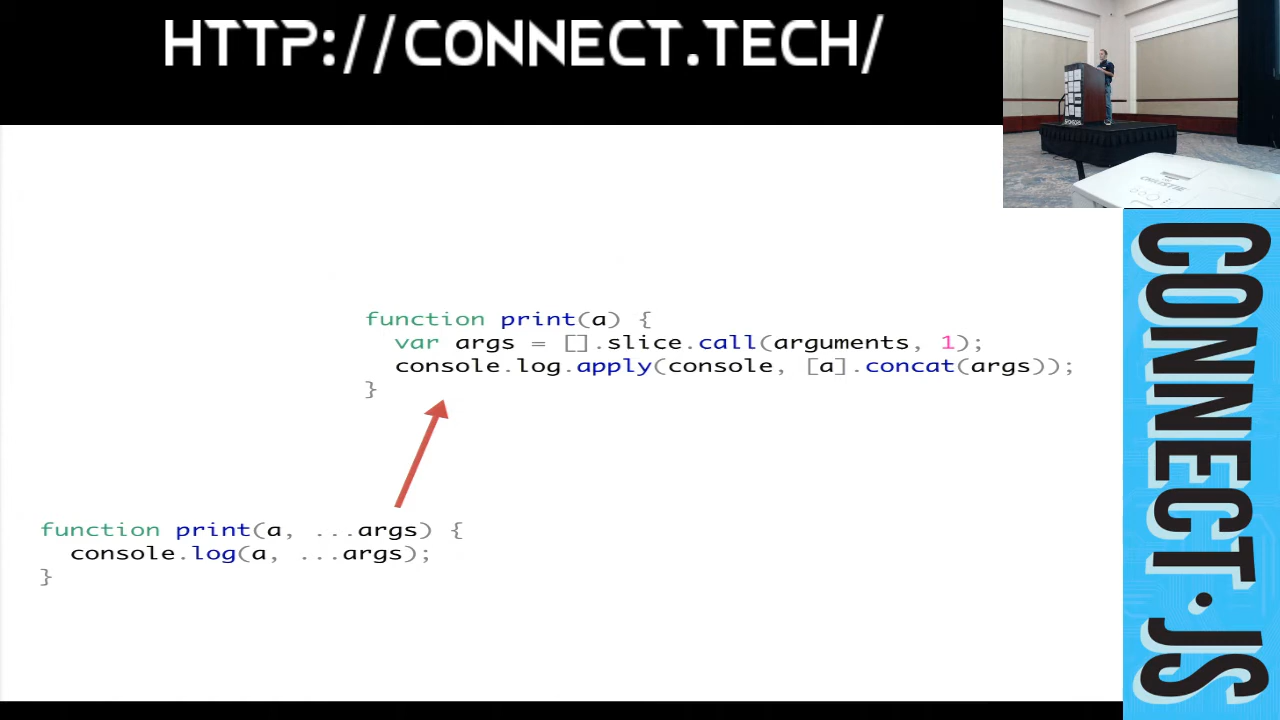 HTTP://CONNECT.TECH/
CHRISTIE
function print(a) {
  var args = [].slice.call(arguments, 1);
  console.log.apply(console, [a].concat(args));
}
function print(a, ...args) {
  console.log(a, ...args);
}
CONNECT.JS